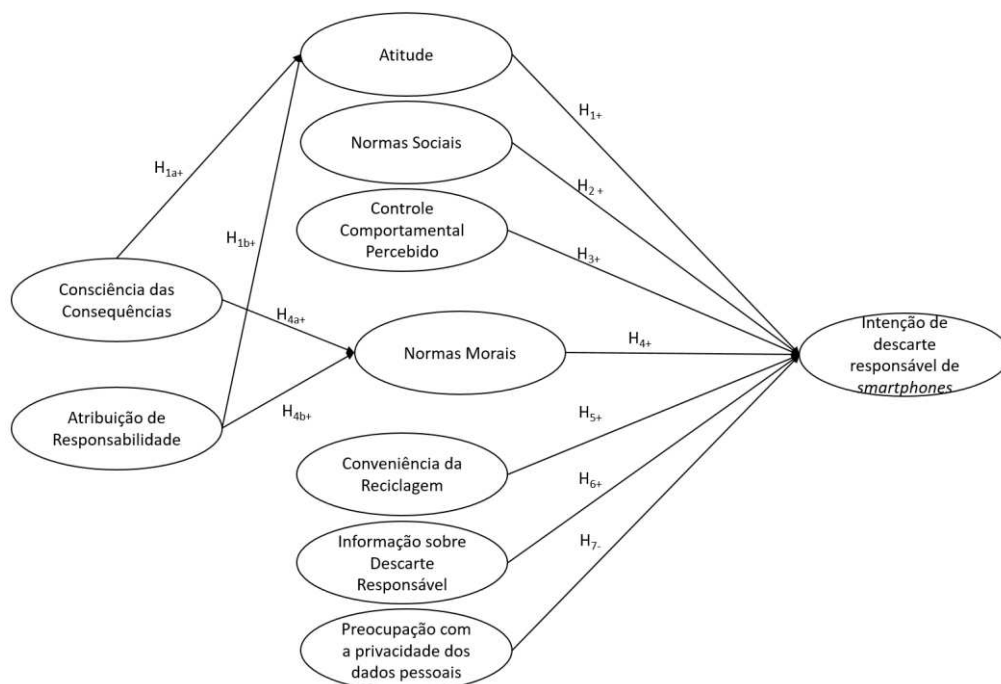 Atitude
H1+
Normas Sociais
H1a+
H2 +
Controle
Comportamental
Percebido
H1b+
H3+
Consciência das
Consequências
H4a+
Normas Morais
H4+
Intenção de
descarte
responsável de
smartphones
Atribuição de
Responsabilidade
H4b+
H5+
Conveniência da
Reciclagem
H6+
Informação sobre
Descarte
Responsável
H7-
Preocupação com
a privacidade dos
dados pessoais